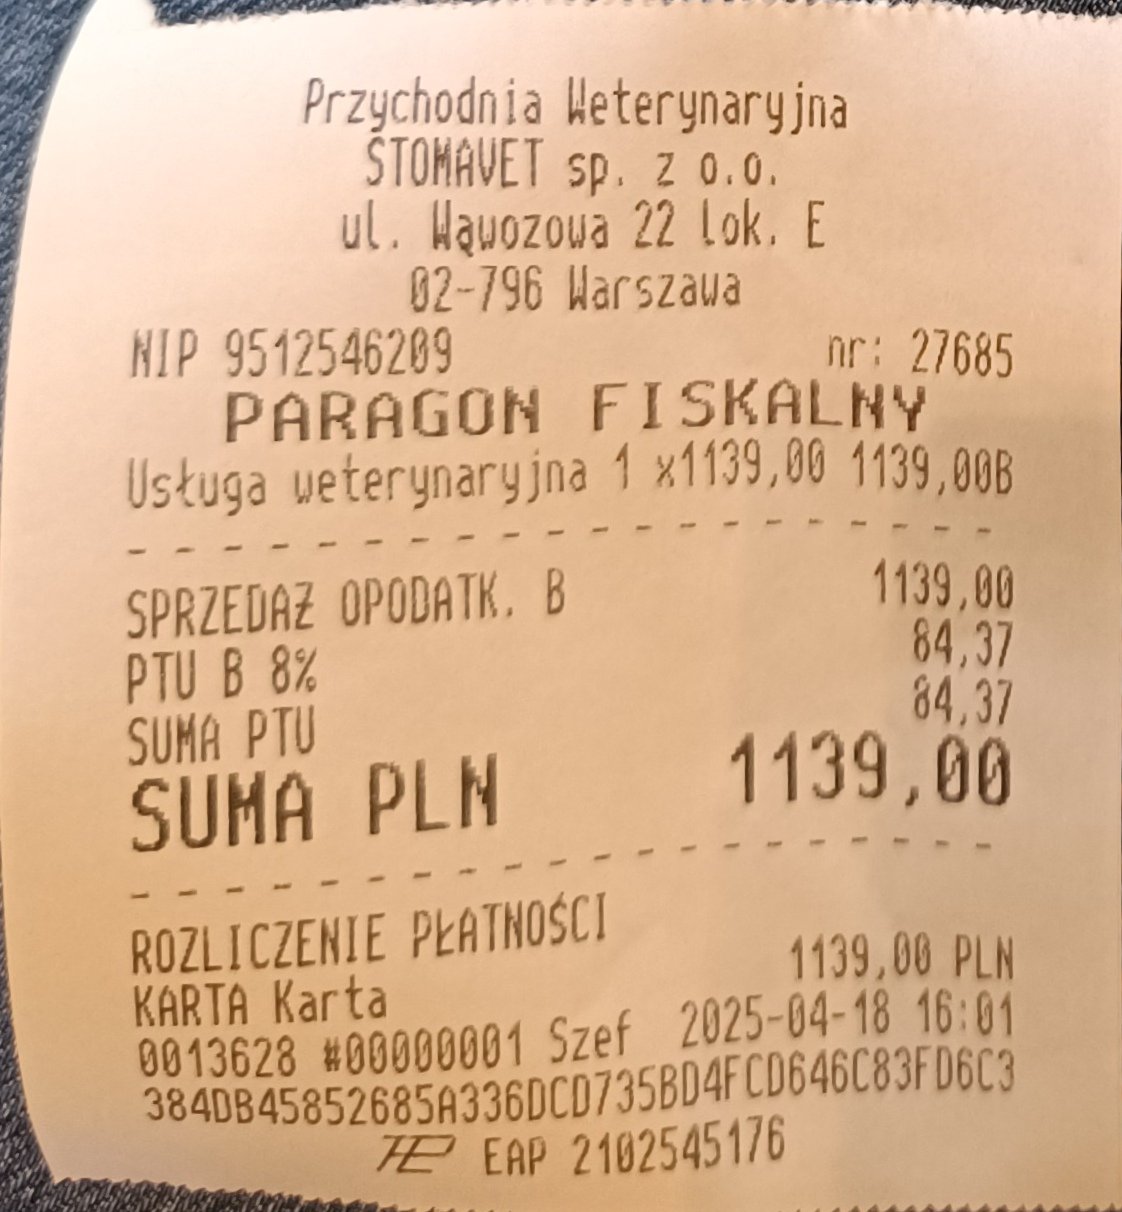 Przychodnia Weterynaryjna
STOMAVET sp. z o.o.
ul. Wąwozowa 22 lok. E
02-796 Warszawa
NIP 9512546209 nr: 27685
PARAGON FISKALNY
Usługa weterynaryjna 1 x1139,00 1139,00B
SPRZEDAŻ OPODATK. B 1139,00
PTU B 8% 84,37
SUMA PTU 84,37
SUMA PLN 1139,00
ROZLICZENIE PŁATNOŚCI
KARTA Karta 1139,00 PLN
0013628 #00000001 Szef 2025-04-18 16:01
384DB45852685A336DCD735BD4FCD646C83FD6C3
EAP 2102545176